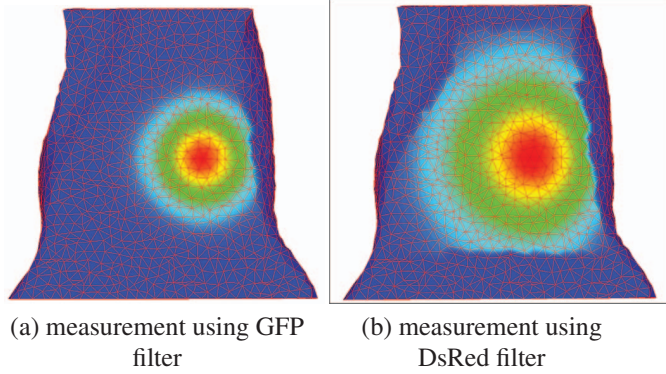 (a) measurement using GFP
filter
(b) measurement using
DsRed filter